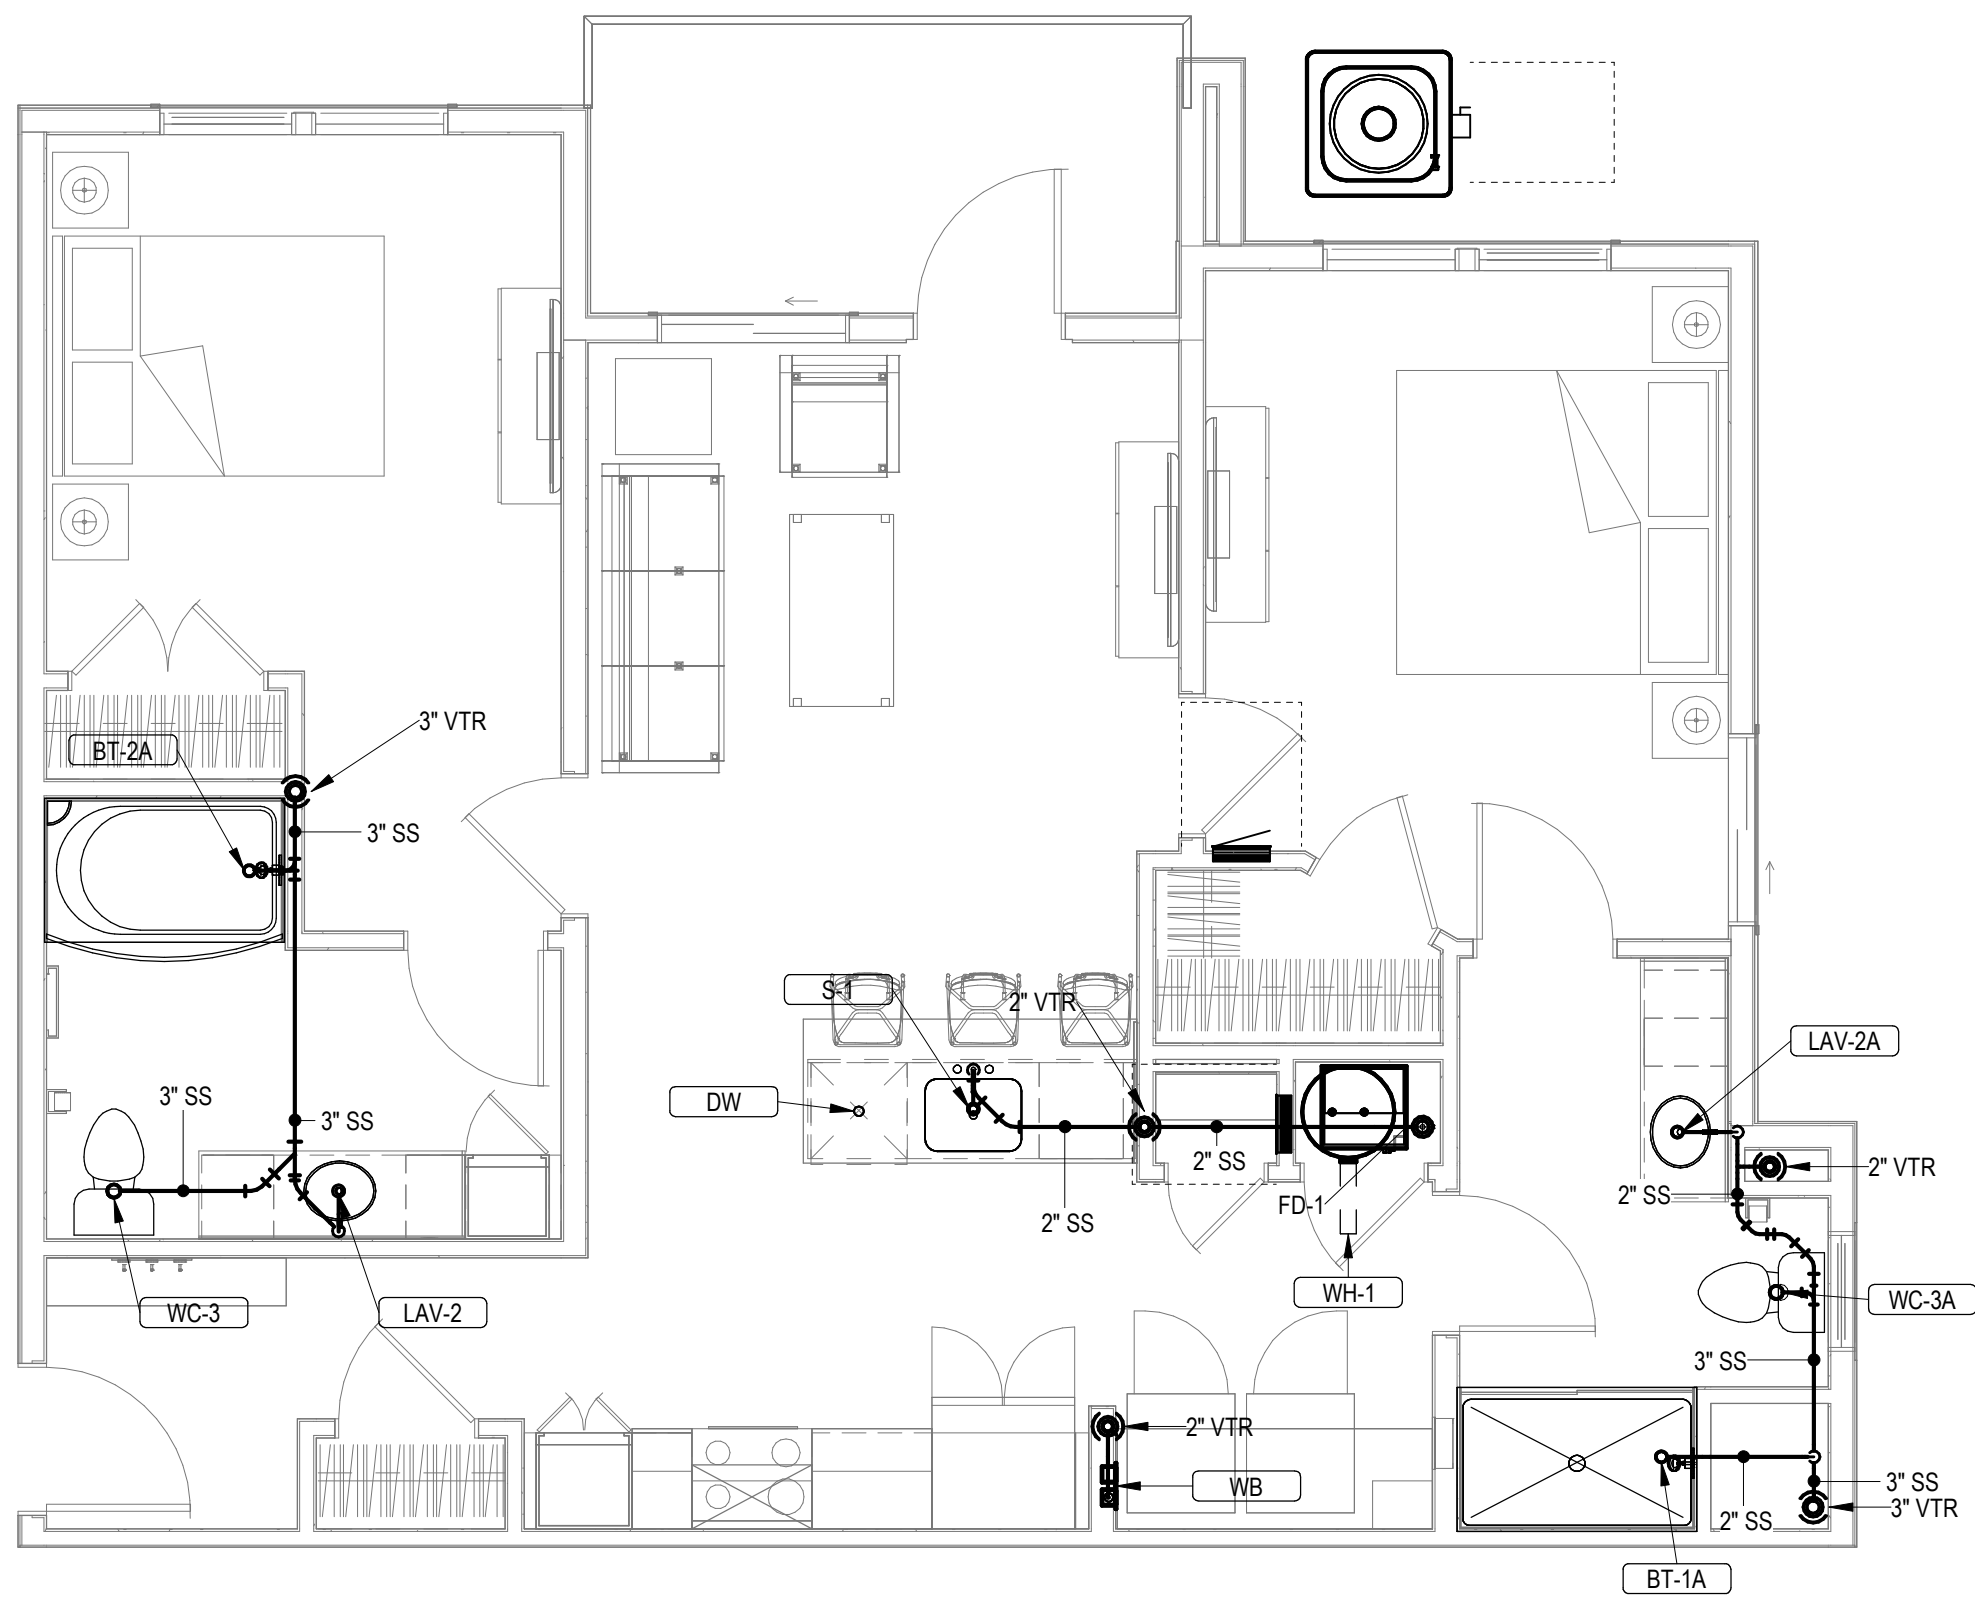 3" VTR
BT-2A
3" SS
S-1
2" VTR
LAV-2A
DW
3" SS
3" SS
2" SS
2" VTR
2" SS
FD-1
2" SS
WH-1
WC-3A
WC-3
LAV-2
3" SS
2" VTR
WB
3" SS
3" VTR
2" SS
BT-1A